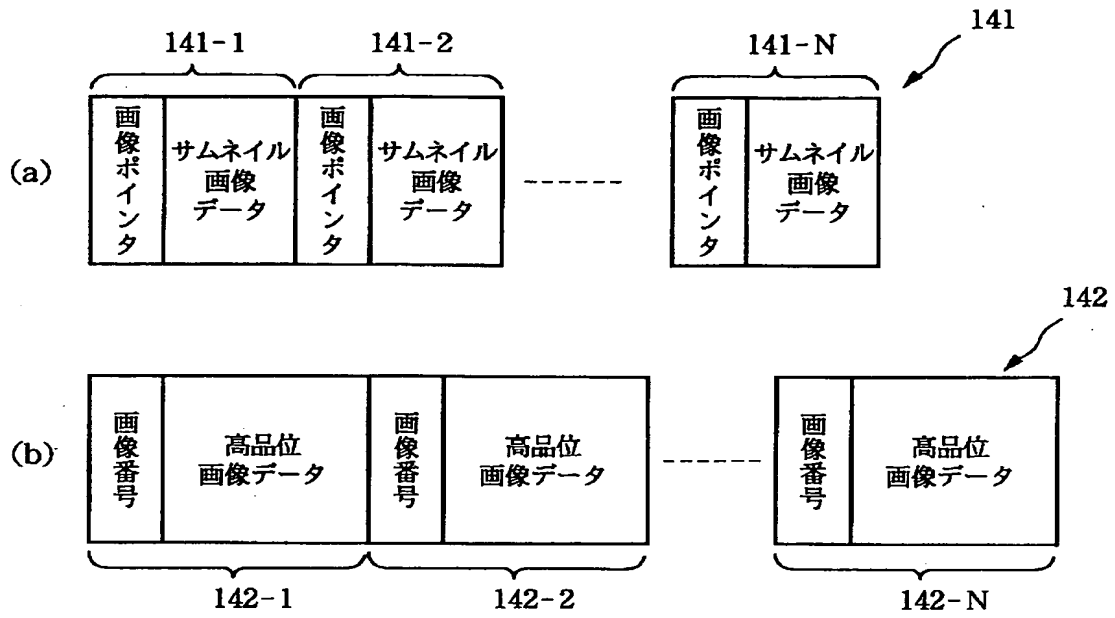 141-1
141-2
141-N
141
(a)
画像ポインタ
サムネイル
画像
データ
画像ポインタ
サムネイル
画像
データ
画像ポインタ
サムネイル
画像
データ
142
(b)
画像番号
高品位
画像データ
画像番号
高品位
画像データ
画像番号
高品位
画像データ
142-1
142-2
142-N